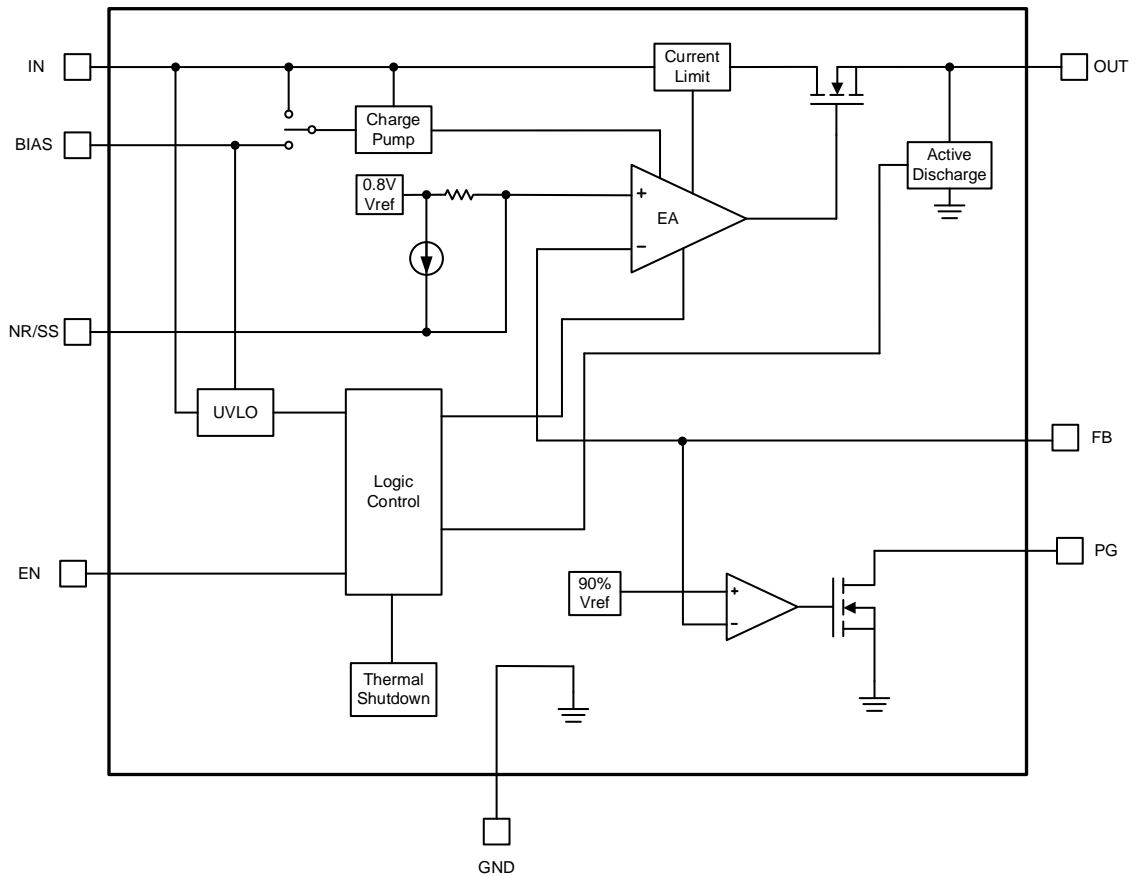 IN
Current
Limit
OUT
Charge
Pump
BIAS
Active
Discharge
0.8V
Vref
+
EA
−
NR/SS
UVLO
FB
Logic
Control
PG
EN
90%
Vref
+
−
Thermal
Shutdown
GND